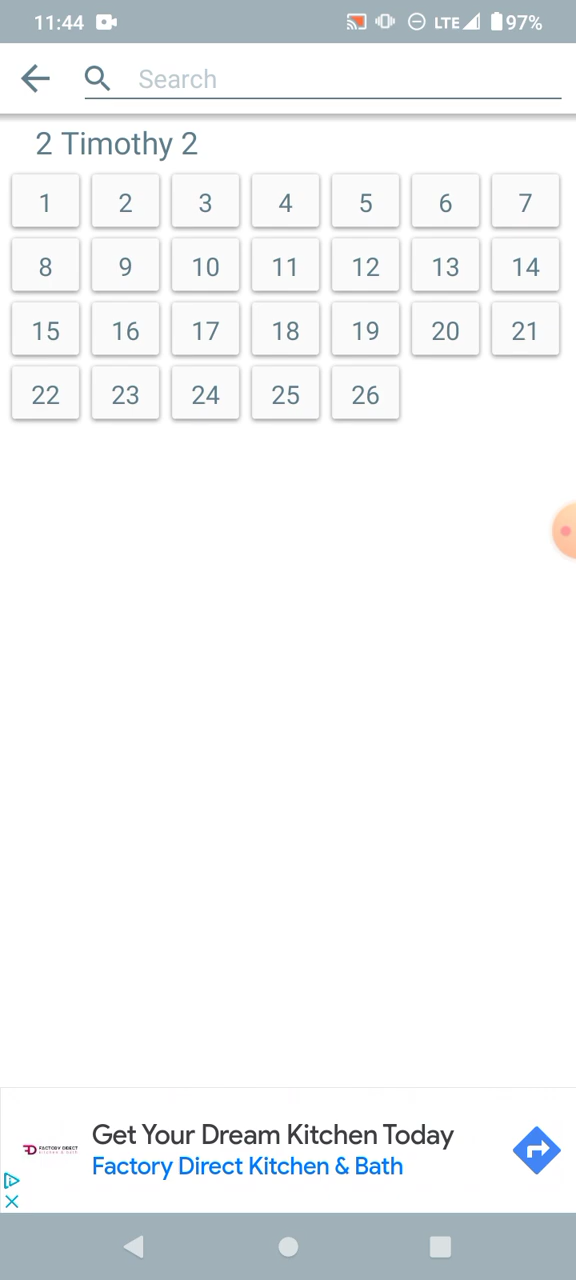 11:44 LTE 97%
Search
2 Timothy 2
1 2 3 4 5 6 7
8 9 10 11 12 13 14
15 16 17 18 19 20 21
22 23 24 25 26
FACTORY DIRECT
Get Your Dream Kitchen Today
Factory Direct Kitchen & Bath